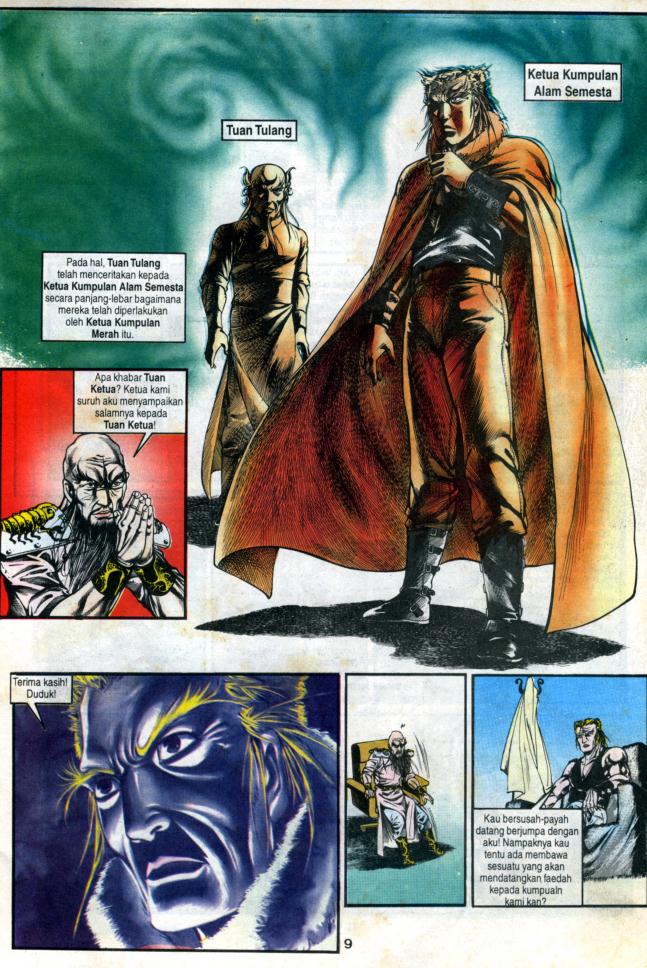 Ketua Kumpulan
Alam Semesta
Tuan Tulang
Pada hal, Tuan Tulang
telah menceritakan kepada
Ketua Kumpulan Alam Semesta
secara panjang-lebar bagaimana
mereka telah diperlakukan
oleh Ketua Kumpulan
Merah itu.
Apa khabar Tuan
Ketua? Ketua kami
suruh aku menyampaikan
salamnya kepada
Tuan Ketua!
Terima kasih!
Duduk!
Kau bersusah-payah
datang berjumpa dengan
aku! Nampaknya kau
tentu ada membawa
sesuatu yang akan
mendatangkan faedah
kepada kumpualn
kami kan?
9